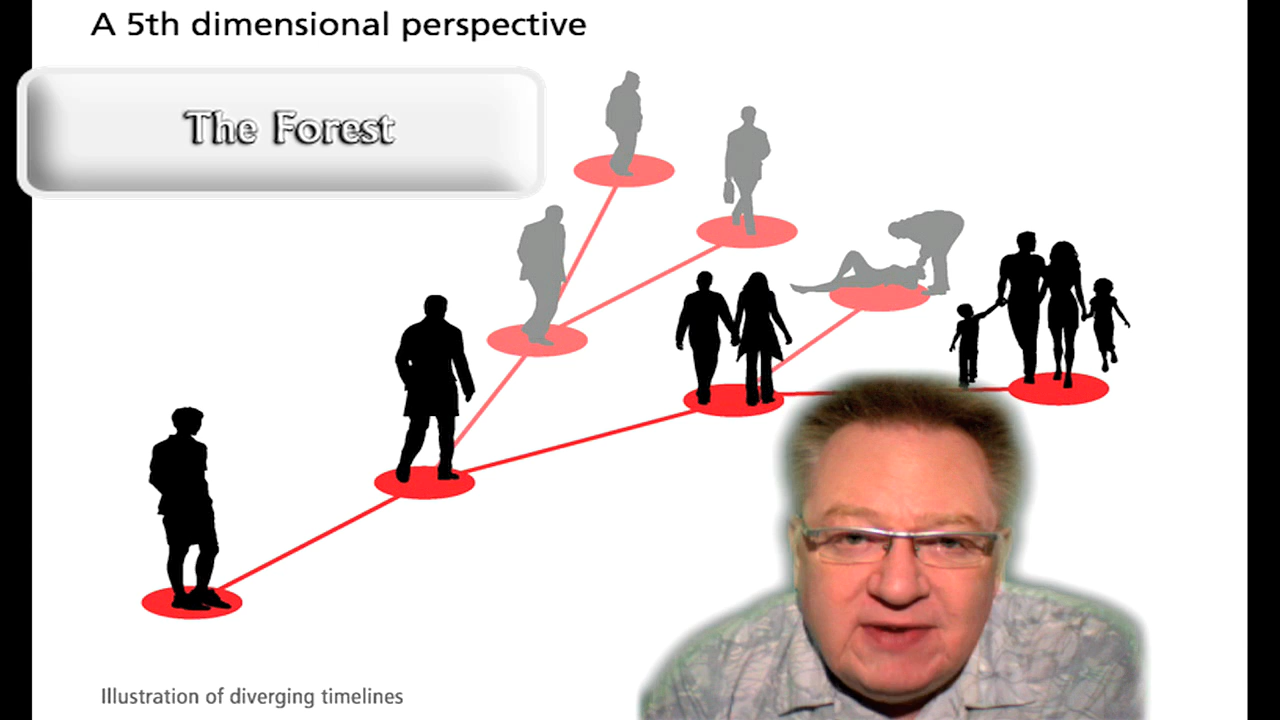 A 5th dimensional perspective
The Forest
Illustration of diverging timelines